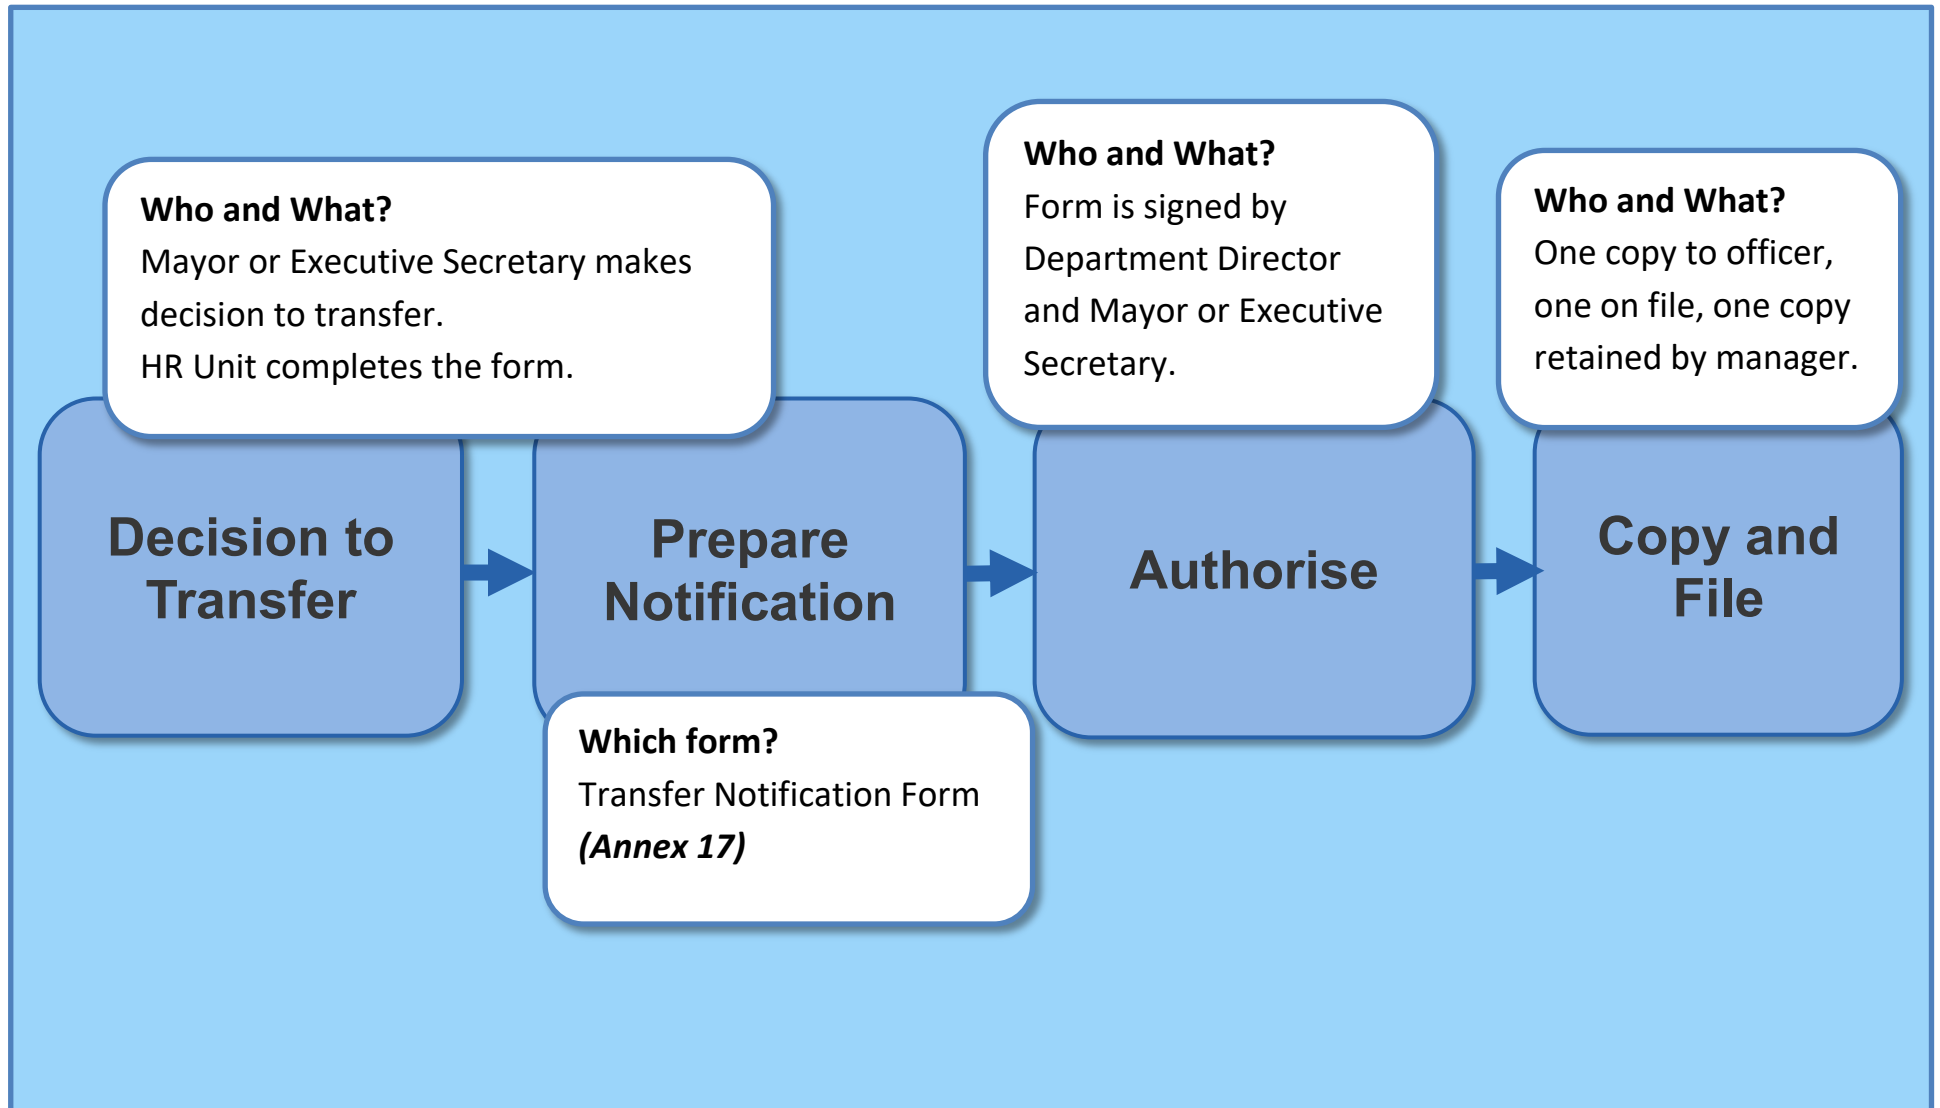 Who and What?
Mayor or Executive Secretary makes
decision to transfer.
HR Unit completes the form.
Who and What?
Form is signed by
Department Director
and Mayor or Executive
Secretary.
Who and What?
One copy to officer,
one on file, one copy
retained by manager.
Decision to
Transfer
Prepare
Notification
Authorise
Copy and
File
Which form?
Transfer Notification Form
(Annex 17)